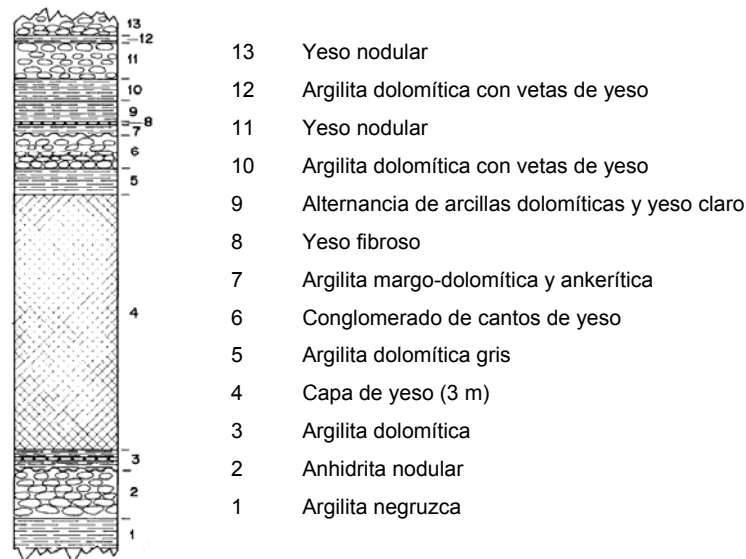 13
12
11
10
9
8
7
6
5
4
3
2
1
13 Yeso nodular
12 Argilita dolomítica con vetas de yeso
11 Yeso nodular
10 Argilita dolomítica con vetas de yeso
9 Alternancia de arcillas dolomíticas y yeso claro
8 Yeso fibroso
7 Argilita margo-dolomítica y ankerítica
6 Conglomerado de cantos de yeso
5 Argilita dolomítica gris
4 Capa de yeso (3 m)
3 Argilita dolomítica
2 Anhidrita nodular
1 Argilita negruzca